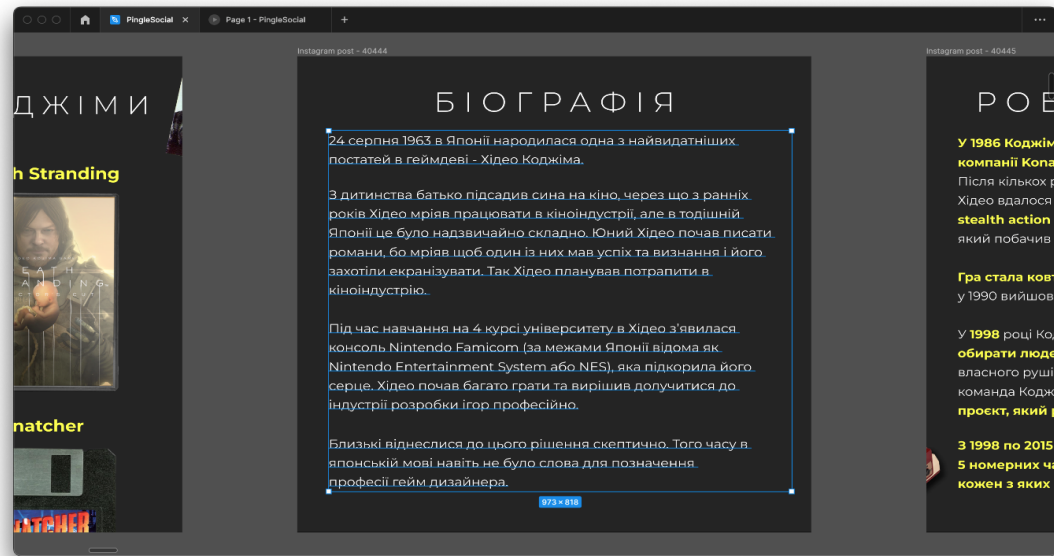 PingleSocial
Page 1 - PingleSocial
Instagram post - 40444
Instagram post - 40445
ДЖІМИ
h Stranding
EATH
ANDING
natcher
ATCHER
БІОГРАФІЯ
24 серпня 1963 в Японії народилася одна з найвидатніших
постатей в геймдеві - Хідео Коджіма.
З дитинства батько підсадив сина на кіно, через що з ранніх
років Хідео мріяв працювати в кіноіндустрії, але в тодішній
Японії це було надзвичайно складно. Юний Хідео почав писати
романи, бо мріяв щоб один із них мав успіх та визнання і його
захотіли екранізувати. Так Хідео планував потрапити в
кіноіндустрію.
Під час навчання на 4 курсі університету в Хідео з’явилася
консоль Nintendo Famicom (за межами Японії відома як
Nintendo Entertainment System або NES), яка підкорила його
серце. Хідео почав багато грати та вирішив долучитися до
індустрії розробки ігор професійно.
Близькі віднеслися до цього рішення скептично. Того часу в
японській мові навіть не було слова для позначення
професії гейм дизайнера.
973 × 818
РОБ
У 1986 Коджім
компанії Kona
Після кількох р
Хідео вдалося
stealth action
який побачив
Гра стала ковт
у 1990 вийшов
У 1998 році Код
обирати люде
власного руші
команда Кодж
проєкт, який р
З 1998 по 2015
5 номерних ча
кожен з яких